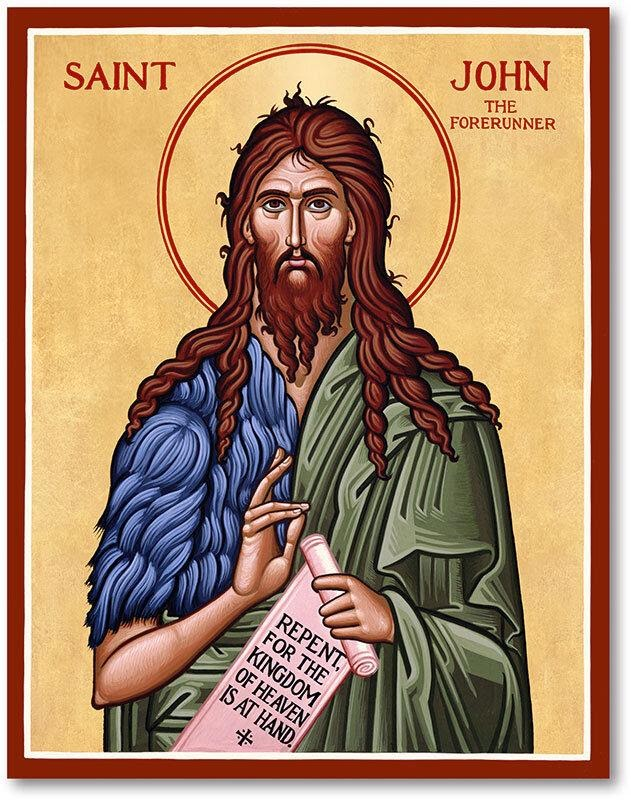 SAINT
JOHN
THE
FORERUNNER
REPENT,
FOR THE
KINGDOM
OF HEAVEN
IS AT HAND.